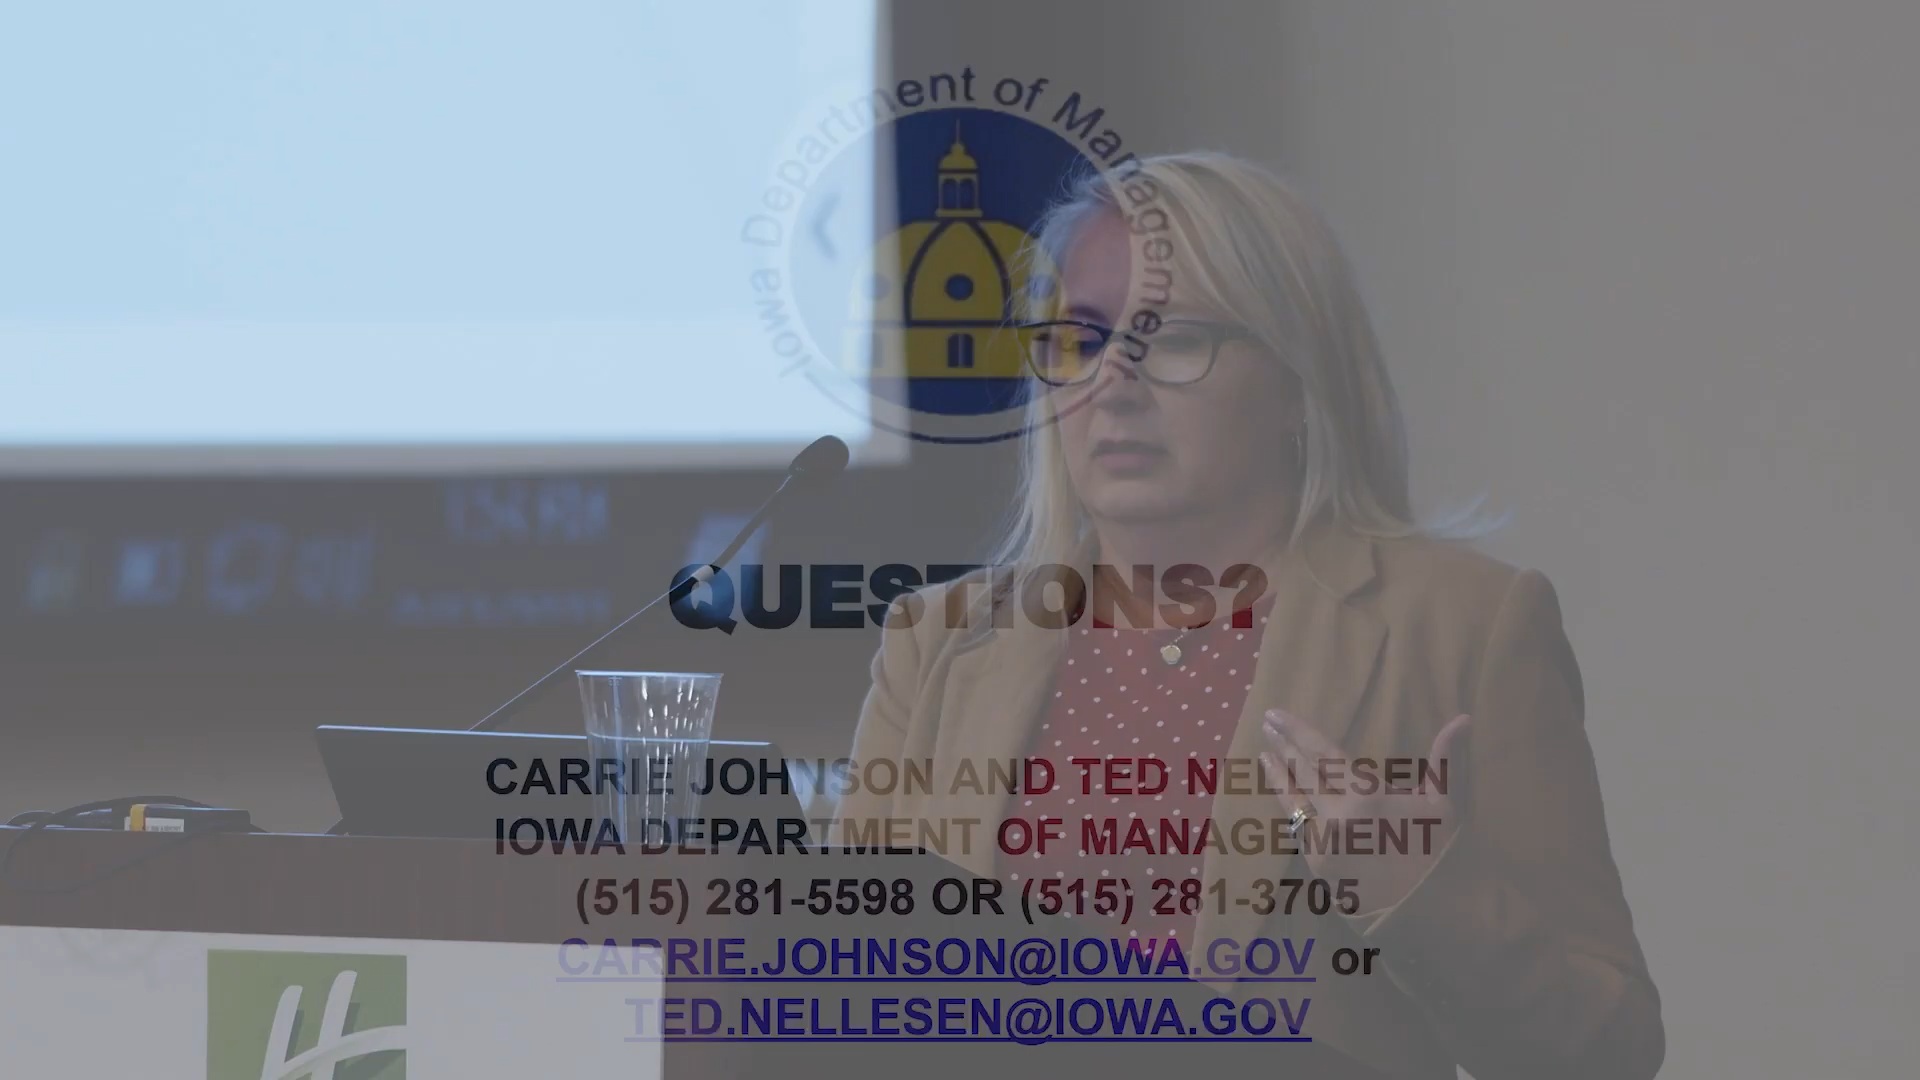 Iowa Department of Management
QUESTIONS?
CARRIE JOHNSON AND TED NELLESEN
IOWA DEPARTMENT OF MANAGEMENT
(515) 281-5598 OR (515) 281-3705
CARRIE.JOHNSON@IOWA.GOV or
TED.NELLESEN@IOWA.GOV
H